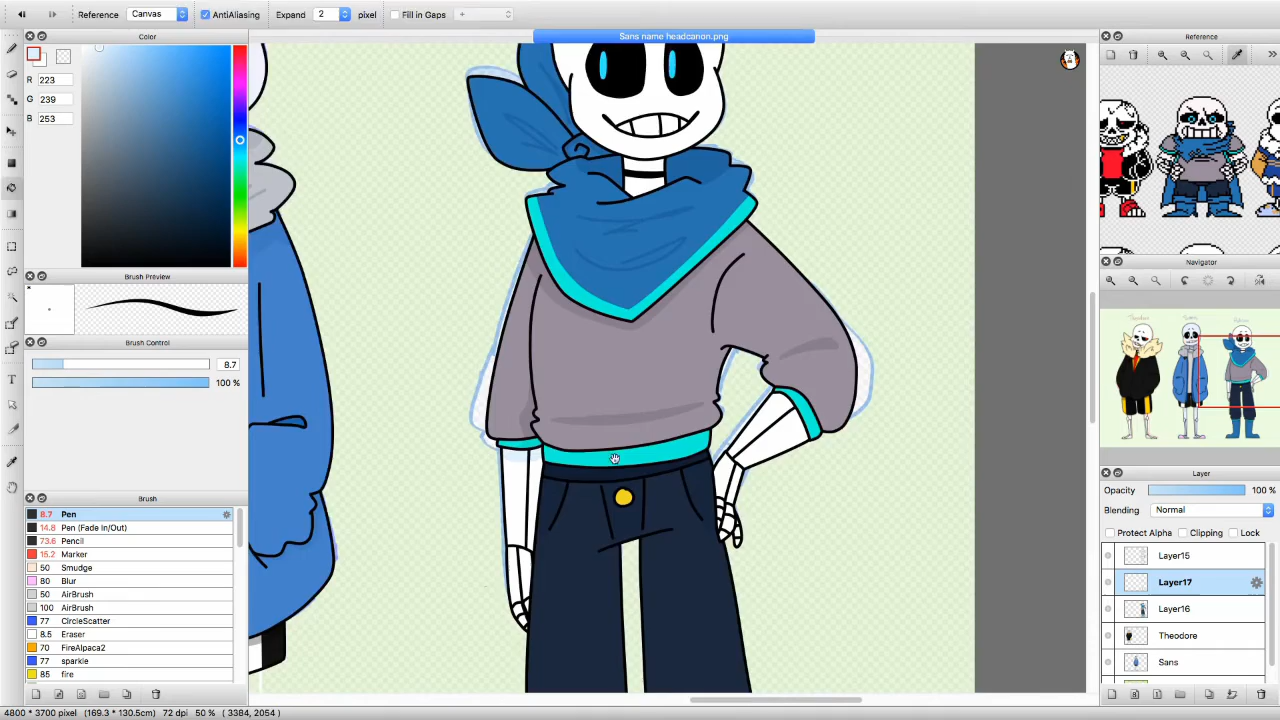 Reference Canvas AntiAliasing Expand 2 pixel Fill in Gaps +
Sans name headcanon.png
Color
R 223
G 239
B 253
Brush Preview
Brush Control
8.7
100 %
Brush
8.7 Pen
14.8 Pen (Fade In/Out)
73.6 Pencil
15.2 Marker
50 Smudge
80 Blur
50 AirBrush
100 AirBrush
77 CircleScatter
8.5 Eraser
70 FireAlpaca2
77 sparkle
85 fire
4800 * 3700 pixel (169.3 * 130.5cm) 72 dpi 50 % ( 3384, 2054 )
Reference
Navigator
Theodore
Layer
Opacity 100 %
Blending Normal
Protect Alpha Clipping Lock
Layer15
Layer17
Layer16
Theodore
Sans
T